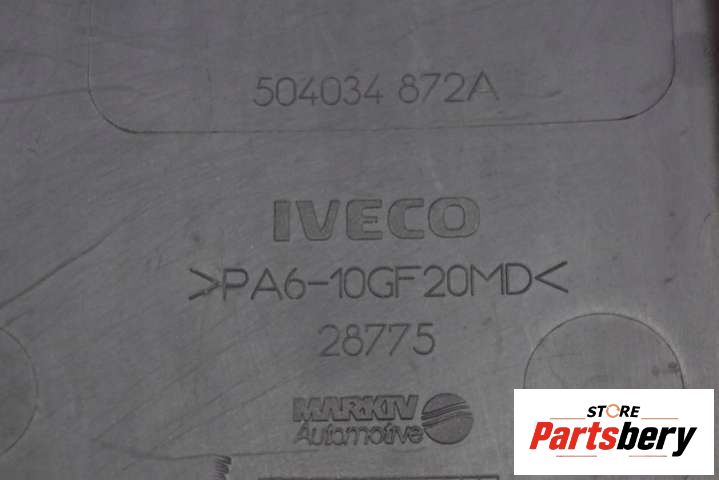 504034 872A
IVECO
>PA6-10GF20MD<
28775
MARKIV
Automotive
STORE
Partsbery